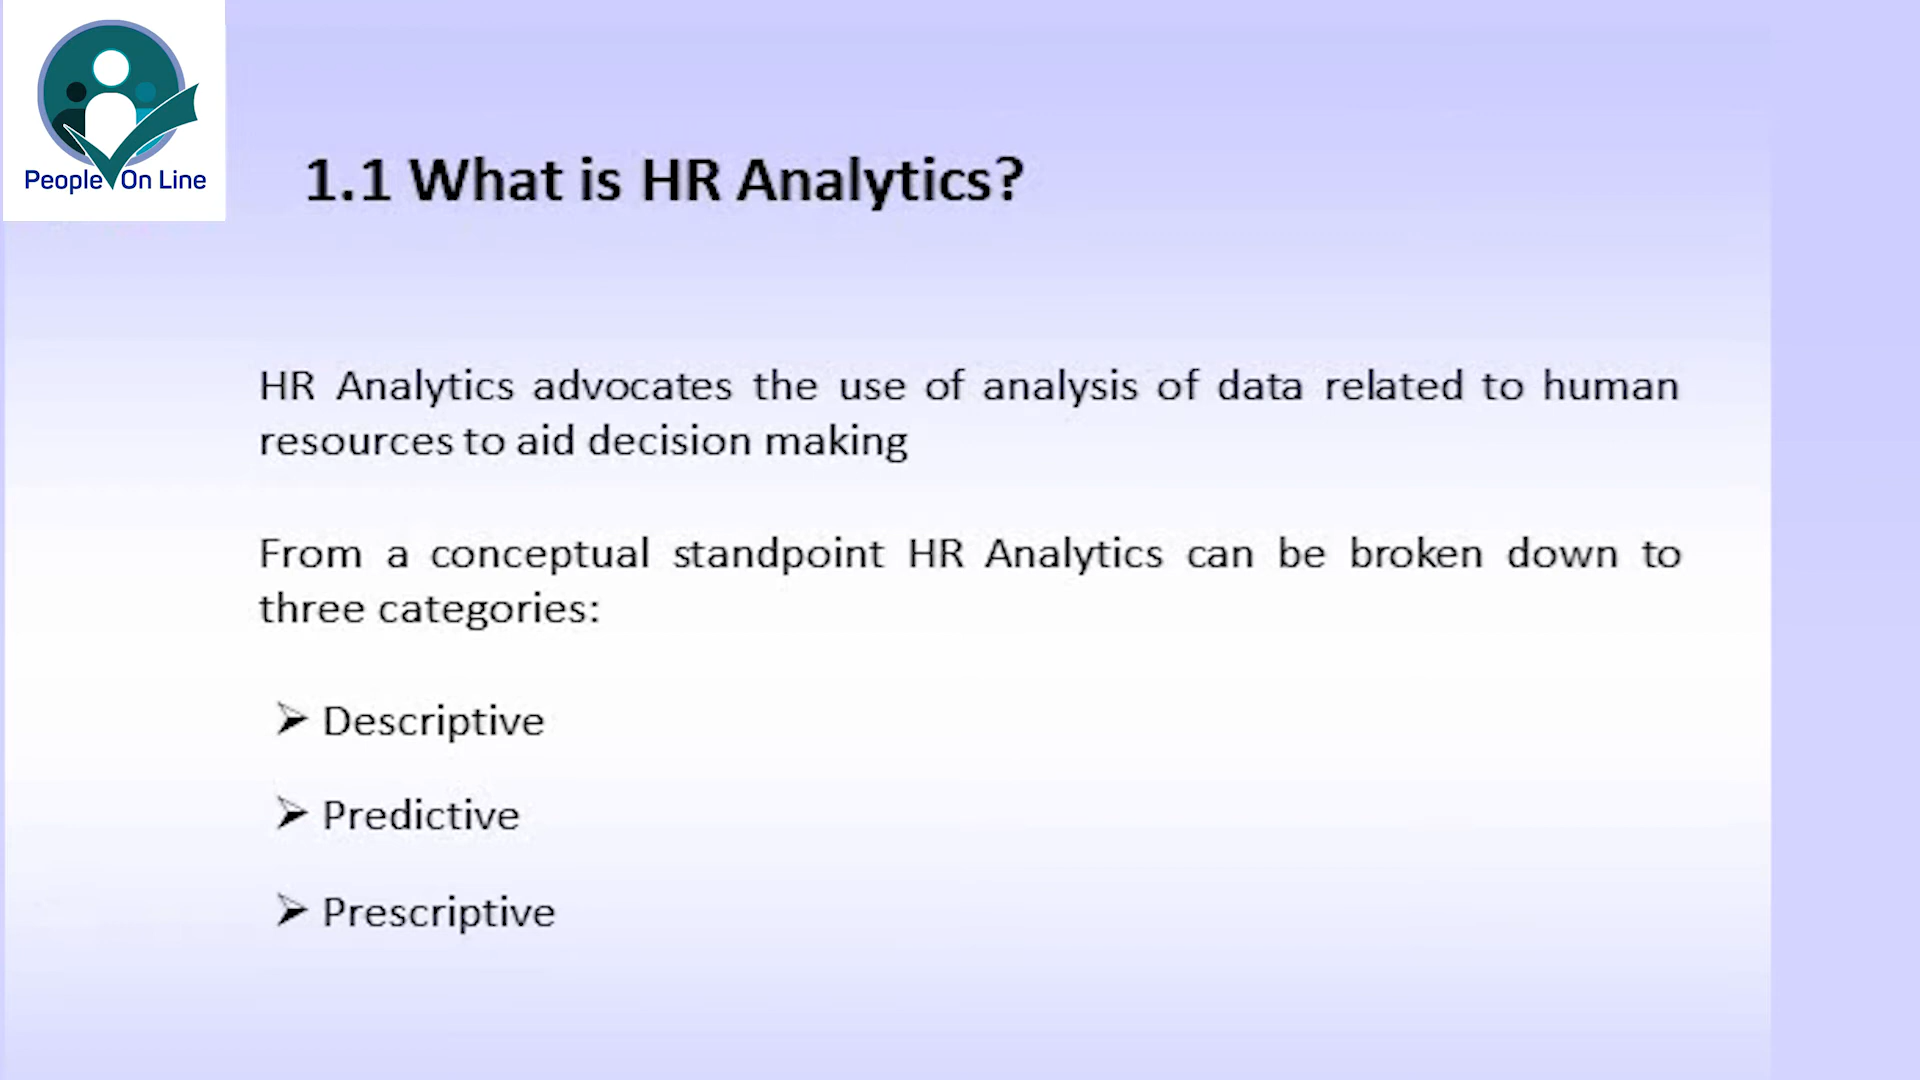 People On Line
1.1 What is HR Analytics?
HR Analytics advocates the use of analysis of data related to human
resources to aid decision making
From a conceptual standpoint HR Analytics can be broken down to
three categories:
➢ Descriptive
➢ Predictive
➢ Prescriptive